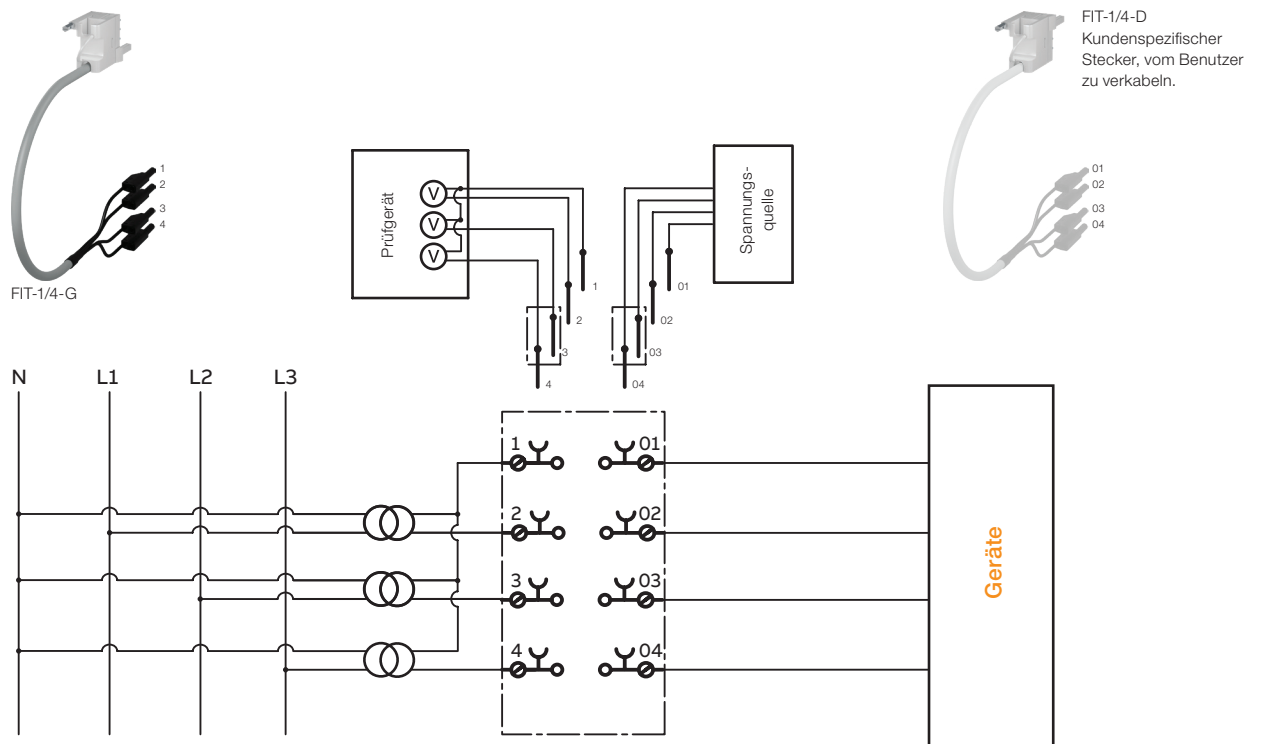 FIT-1/4-D
Kundenspezifischer
Stecker, vom Benutzer
zu verkabeln.
1
2
3
4
FIT-1/4-G
01
02
03
04
Prüfgerät
V
V
V
Spannungs-
quelle
1
01
2
02
3
03
4
04
N L1 L2 L3
1 01
2 02
3 03
4 04
Geräte